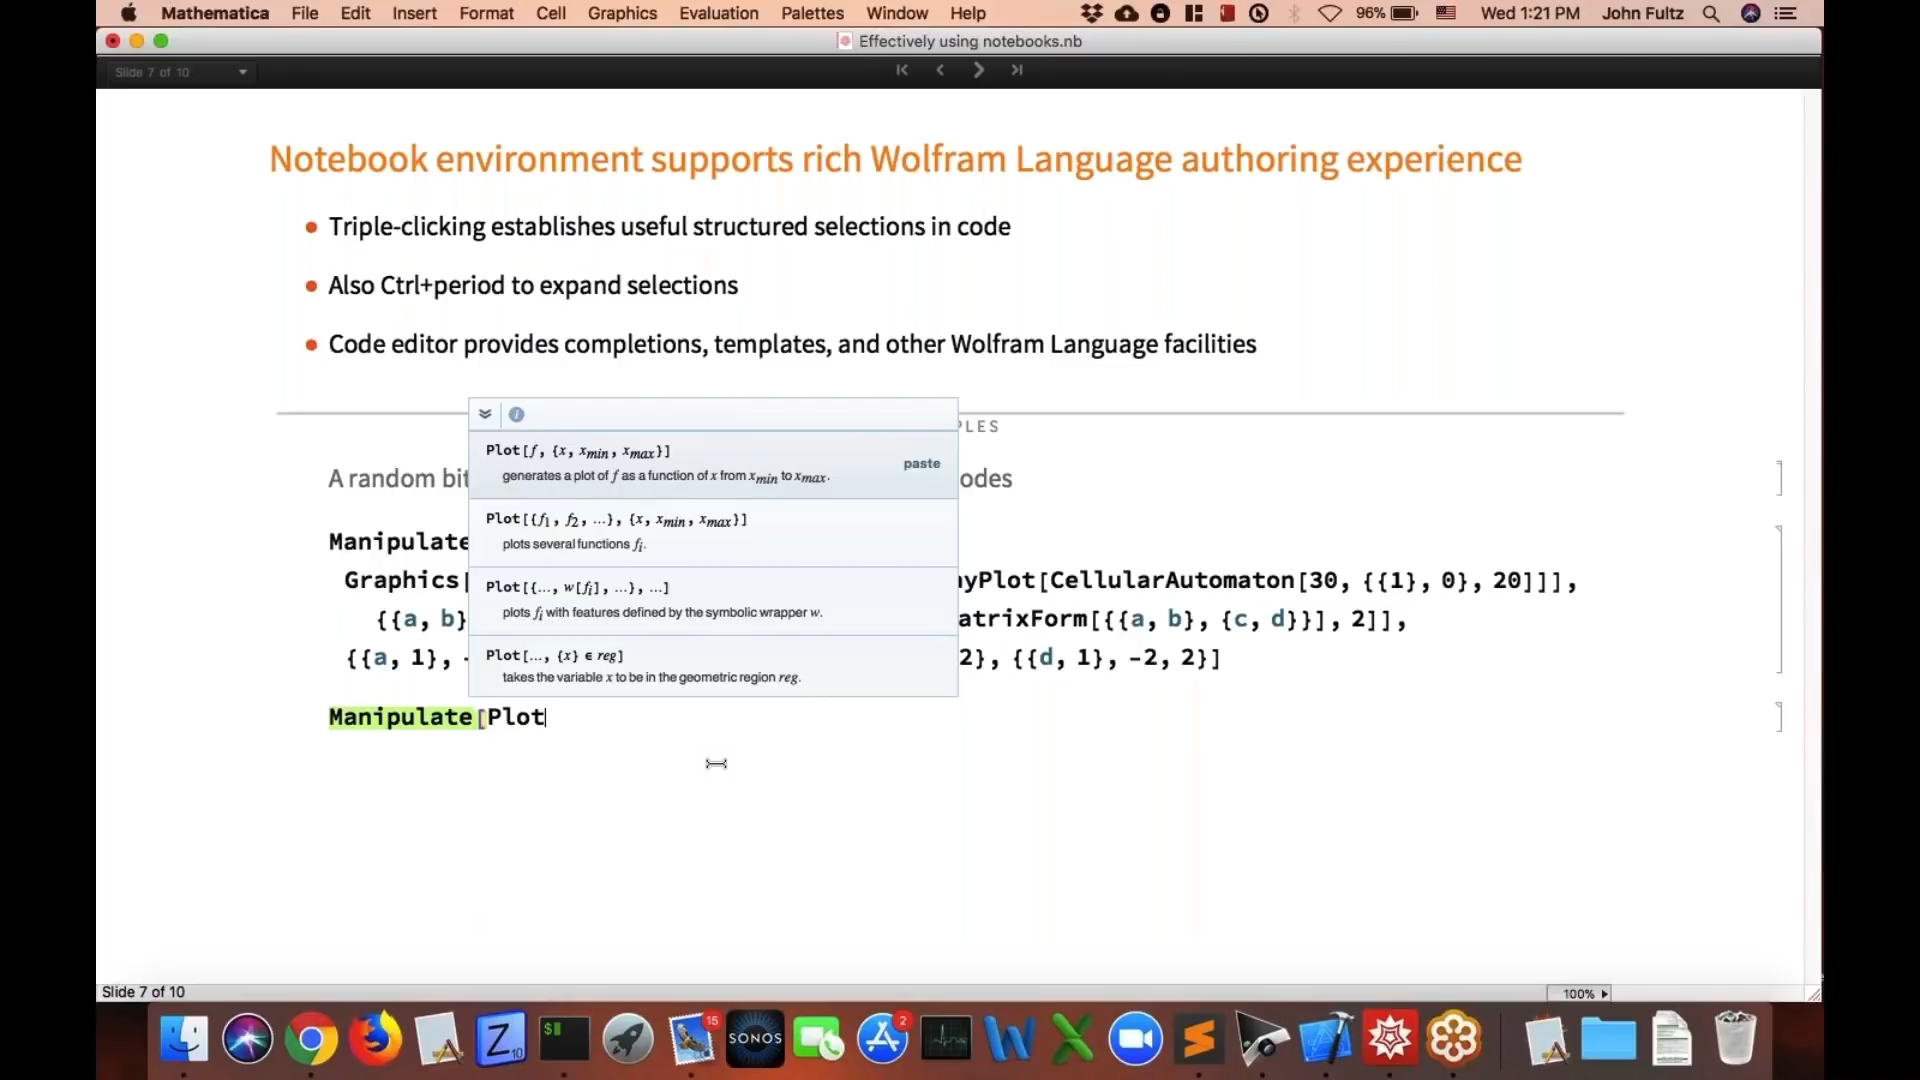 Mathematica File Edit Insert Format Cell Graphics Evaluation Palettes Window Help 96% Wed 1:21 PM John Fultz
Effectively using notebooks.nb
Slide 7 of 10
Notebook environment supports rich Wolfram Language authoring experience
Triple-clicking establishes useful structured selections in code
Also Ctrl+period to expand selections
Code editor provides completions, templates, and other Wolfram Language facilities
PLES
Plot[f, {x, xmin, xmax}]
paste
generates a plot of f as a function of x from xmin to xmax.
A random bit odes
Plot[{f1, f2, …}, {x, xmin, xmax}]
plots several functions fi.
Manipulate
Graphics[ yPlot[CellularAutomaton[30, {{1}, 0}, 20]]],
Plot[{…, w[fi], …}, …]
plots fi with features defined by the symbolic wrapper w.
{{a, b} atrixForm[{{a, b}, {c, d}}], 2]],
Plot[…, {x} ∈ reg]
{{a, 1}, - 2}, {{d, 1}, -2, 2}]
takes the variable x to be in the geometric region reg.
Manipulate[Plot
Slide 7 of 10
100%
Z 10
$
15
SONOS
2
W
X